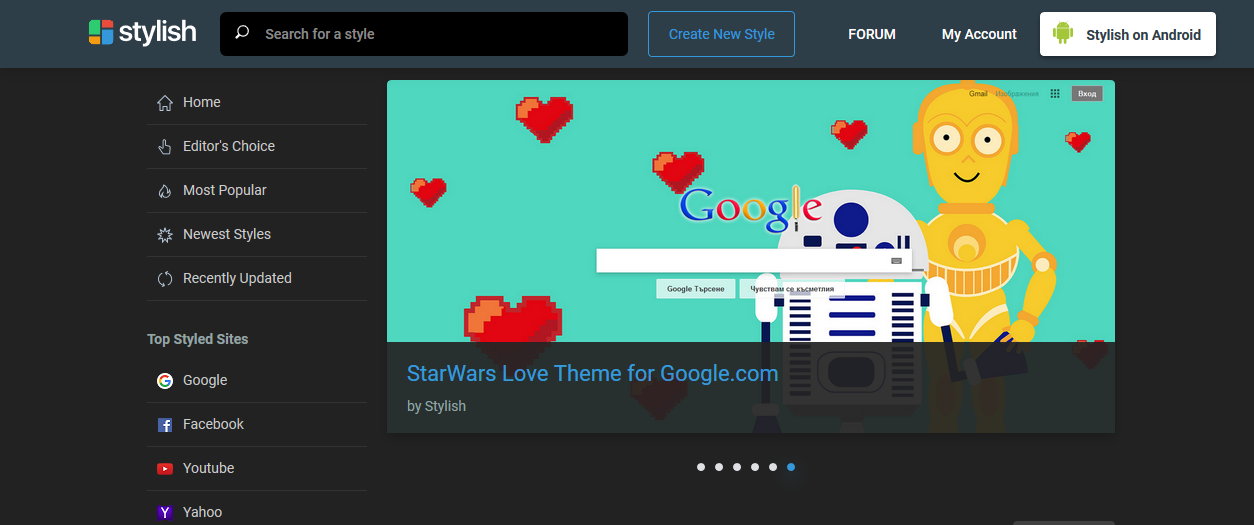 stylish
Search for a style
Create New Style
FORUM
My Account
Stylish on Android
Home
Editor's Choice
Most Popular
Newest Styles
Recently Updated
Top Styled Sites
Google
Facebook
Youtube
Yahoo
Gmail Изображения Вход
Google
Google Търсене Чувствам се късметлия
StarWars Love Theme for Google.com
by Stylish